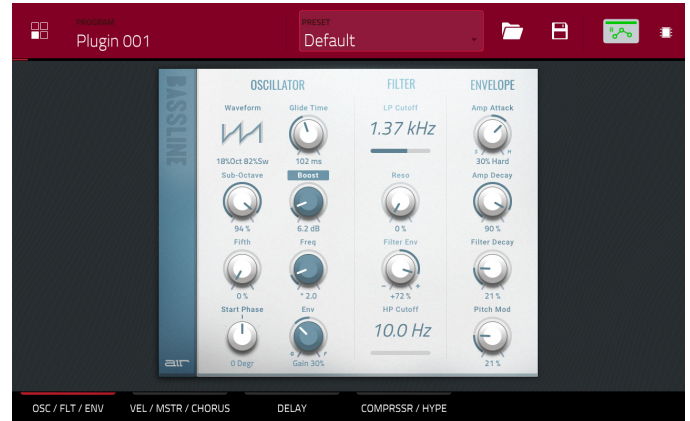 PROGRAM
Plugin 001
PRESET
Default
BASSLINE
OSCILLATOR
FILTER
ENVELOPE
Waveform
Glide Time
LP Cutoff
Amp Attack
1.37 kHz
S H
18%Oct 82%Sw
102 ms
30% Hard
Sub-Octave
Boost
Reso
Amp Decay
94 %
6.2 dB
0 %
90 %
Fifth
Freq
Filter Env
Filter Decay
− +
0 %
* 2.0
+72 %
21 %
Start Phase
Env
HP Cutoff
Pitch Mod
10.0 Hz
0 Degr
Gain 30%
21 %
air
OSC / FLT / ENV
VEL / MSTR / CHORUS
DELAY
COMPRSSR / HYPE